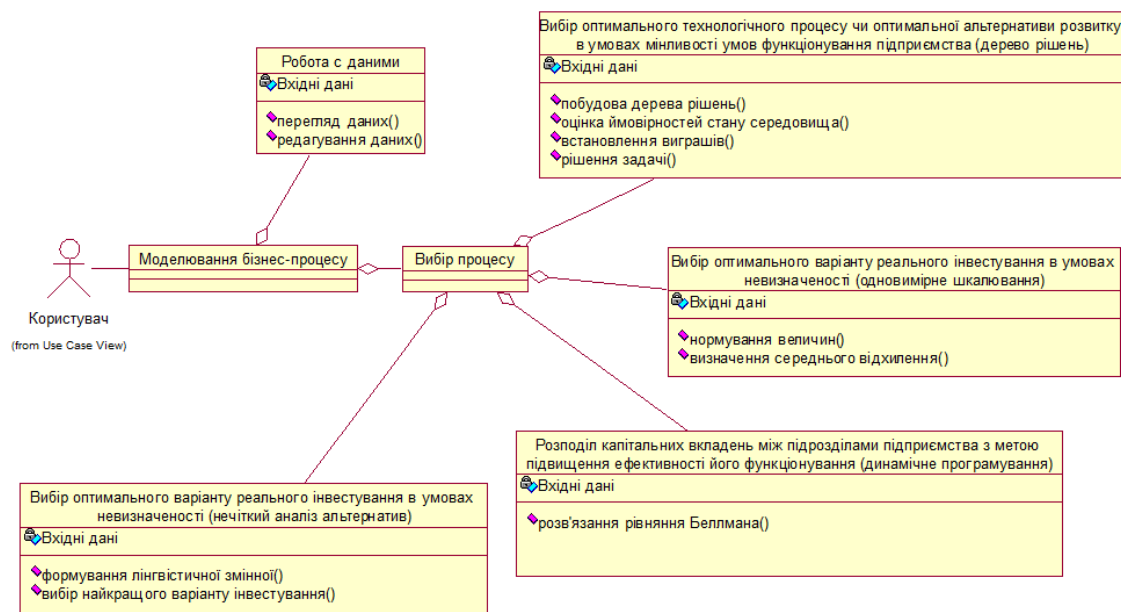 Вибір оптимального технологічного процесу чи оптимальної альтернативи розвитку
в умовах мінливості умов функціонування підприємства (дерево рішень)
Вхідні дані
побудова дерева рішень()
оцінка ймовірностей стану середовища()
встановлення виграшів()
рішення задачі()
Робота с даними
Вхідні дані
перегляд даних()
редагування даних()
Користувач
(from Use Case View)
Моделювання бізнес-процесу
Вибір процесу
Вибір оптимального варіанту реального інвестування в умовах
невизначеності (одновимірне шкалювання)
Вхідні дані
нормування величин()
визначення середнього відхилення()
Розподіл капітальних вкладень між підрозділами підприємства з метою
підвищення ефективності його функціонування (динамічне програмування)
Вхідні дані
розв'язання рівняння Беллмана()
Вибір оптимального варіанту реального інвестування в умовах
невизначеності (нечіткий аналіз альтернатив)
Вхідні дані
формування лінгвістичної змінної()
вибір найкращого варіанту інвестування()